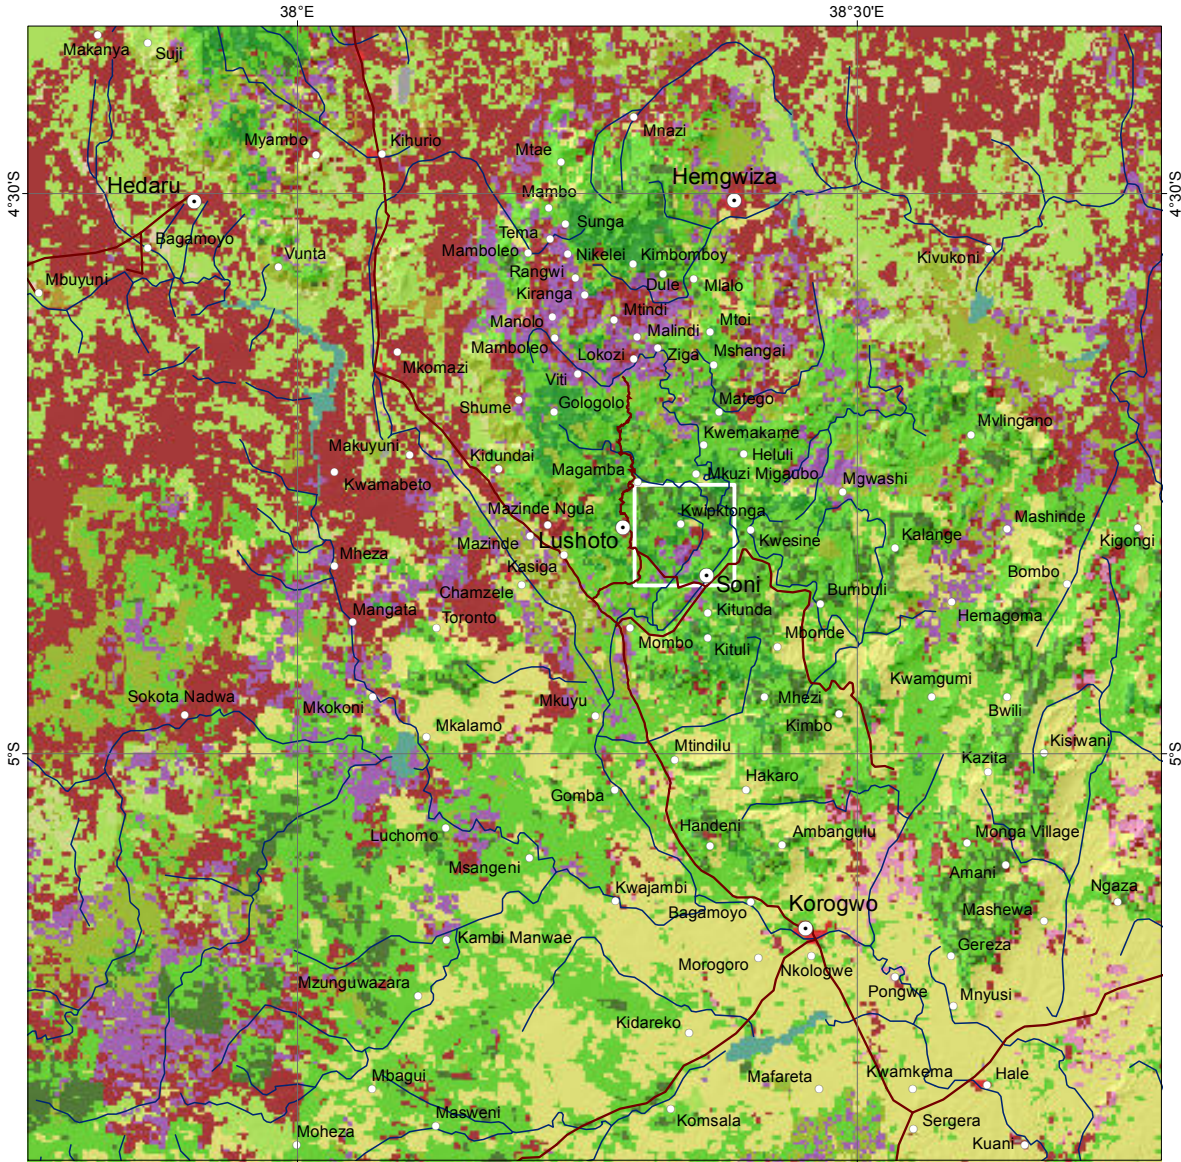 38°E
38°30'E
Makanya
Suji
Mnazi
Myambo
Kihurio
Mtae
Hedaru
Mambo
Hemgwiza
4°30'S
4°30'S
Sunga
Tema
Bagamoyo
Mamboleo
Nikelei
Kimbomboy
Vunta
Kivukoni
Rangwi
Mbuyuni
Dule
Mlalo
Kiranga
Mtindi
Manolo
Mtoi
Malindi
Mamboleo
Lokozi
Ziga
Mshangai
Mkomazi
Viti
Shume
Gologolo
Matego
Mvlingano
Kwemakame
Makuyuni
Kidundai
Heluli
Magamba
Mkuzi Migaubo
Kwamabeto
Mgwashi
Mazinde Ngua
Kwipktonga
Mashinde
Mazinde
Lushoto
Kwesine
Kalange
Kigongi
Mheza
Kasiga
Bombo
Chamzele
Soni
Bumbuli
Mangata
Toronto
Kitunda
Hemagoma
Mombo
Kituli
Mbonde
Kwamgumi
Sokota Nadwa
Mkokoni
Mkuyu
Mhezi
Bwili
Mkalamo
Kimbo
Mtindilu
Kisiwani
5°S
5°S
Kazita
Hakaro
Gomba
Luchomo
Handeni
Ambangulu
Monga Village
Msangeni
Amani
Kwajambi
Ngaza
Bagamoyo
Korogwo
Mashewa
Kambi Manwae
Gereza
Morogoro
Nkologwe
Mzunguwazara
Pongwe
Mnyusi
Kidareko
Mbagui
Mafareta
Kwamkema
Hale
Masweni
Komsala
Sergera
Moheza
Kuani